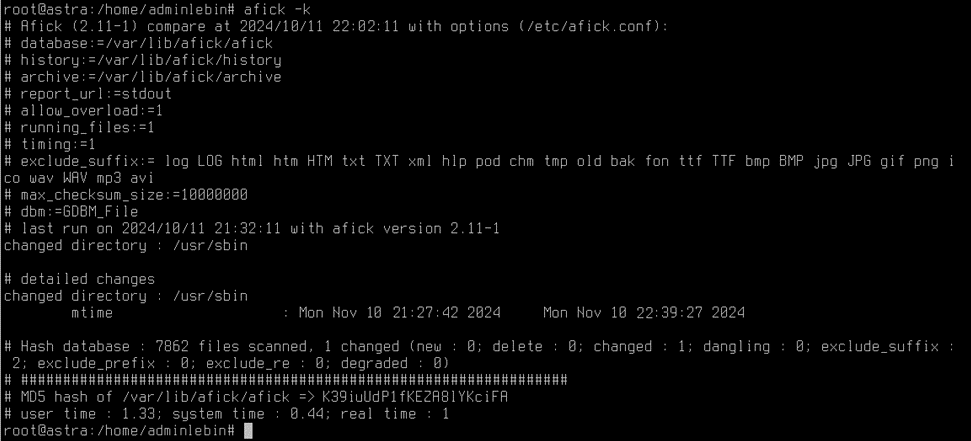 root@astra:/home/adminlebin# afick -k
# Afick (2.11-1) compare at 2024/10/11 22:02:11 with options (/etc/afick.conf):
# database:=/var/lib/afick/afick
# history:=/var/lib/afick/history
# archive:=/var/lib/afick/archive
# report_url:=stdout
# allow_overload:=1
# running_files:=1
# timing:=1
# exclude_suffix:= log LOG html htm HTM txt TXT xml hlp pod chm tmp old bak fon ttf TTF bmp BMP jpg JPG gif png i
co wav WAV mp3 avi
# max_checksum_size:=10000000
# dbm:=GDBM_File
# last run on 2024/10/11 21:32:11 with afick version 2.11-1
changed directory : /usr/sbin
# detailed changes
changed directory : /usr/sbin
mtime : Mon Nov 10 21:27:42 2024 Mon Nov 10 22:39:27 2024
# Hash database : 7862 files scanned, 1 changed (new : 0; delete : 0; changed : 1; dangling : 0; exclude_suffix :
2; exclude_prefix : 0; exclude_re : 0; degraded : 0)
# #################################################################
# MD5 hash of /var/lib/afick/afick => K39iuUdP1fKEZA8lYKciFA
# user time : 1.33; system time : 0.44; real time : 1
root@astra:/home/adminlebin#